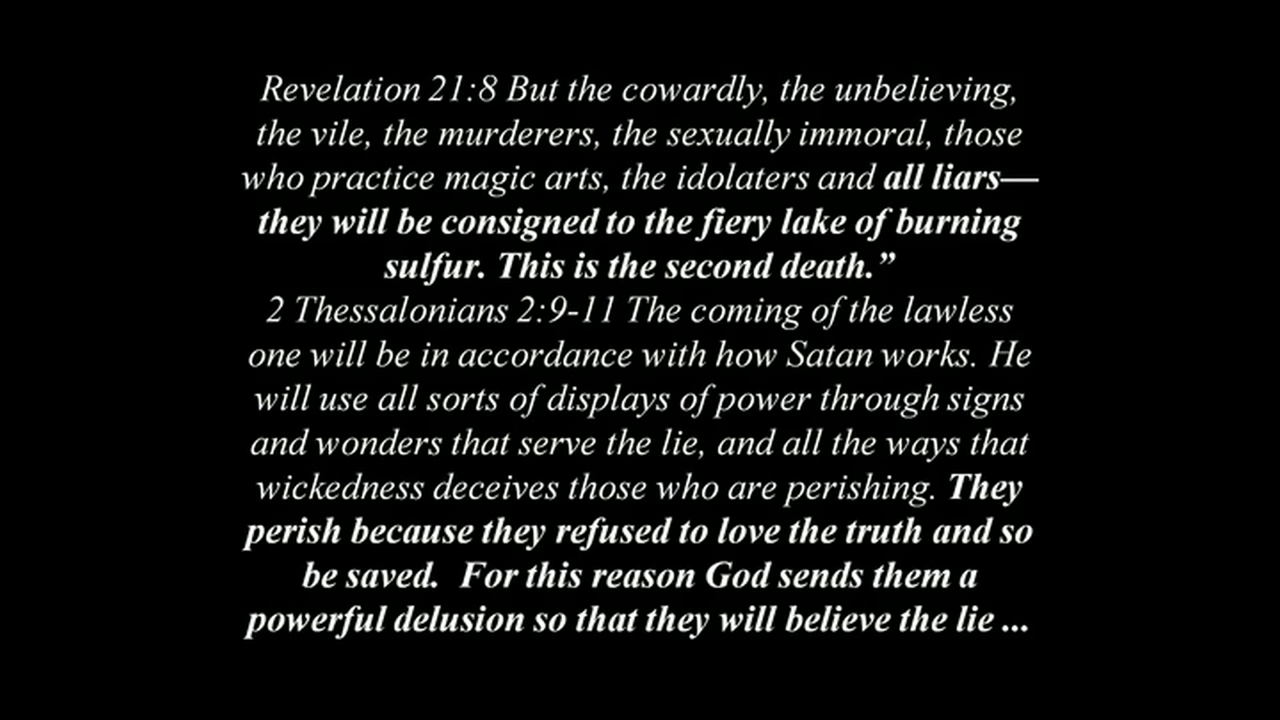 Revelation 21:8 But the cowardly, the unbelieving,
the vile, the murderers, the sexually immoral, those
who practice magic arts, the idolaters and all liars—
they will be consigned to the fiery lake of burning
sulfur. This is the second death.”
2 Thessalonians 2:9-11 The coming of the lawless
one will be in accordance with how Satan works. He
will use all sorts of displays of power through signs
and wonders that serve the lie, and all the ways that
wickedness deceives those who are perishing. They
perish because they refused to love the truth and so
be saved.  For this reason God sends them a
powerful delusion so that they will believe the lie ...